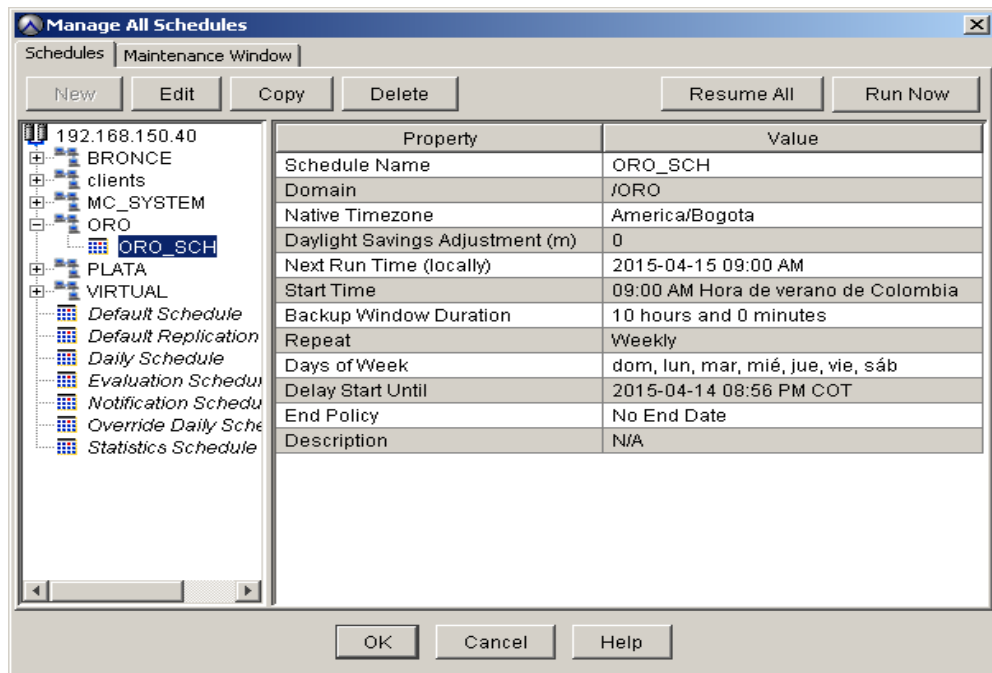 Manage All Schedules
Schedules Maintenance Window
New Edit Copy Delete Resume All Run Now
192.168.150.40
BRONCE
clients
MC_SYSTEM
ORO
ORO_SCH
PLATA
VIRTUAL
Default Schedule
Default Replication
Daily Schedule
Evaluation Schedu
Notification Schedu
Override Daily Sche
Statistics Schedule
Property Value
Schedule Name ORO_SCH
Domain /ORO
Native Timezone America/Bogota
Daylight Savings Adjustment (m) 0
Next Run Time (locally) 2015-04-15 09:00 AM
Start Time 09:00 AM Hora de verano de Colombia
Backup Window Duration 10 hours and 0 minutes
Repeat Weekly
Days of Week dom, lun, mar, mié, jue, vie, sáb
Delay Start Until 2015-04-14 08:56 PM COT
End Policy No End Date
Description N/A
OK Cancel Help